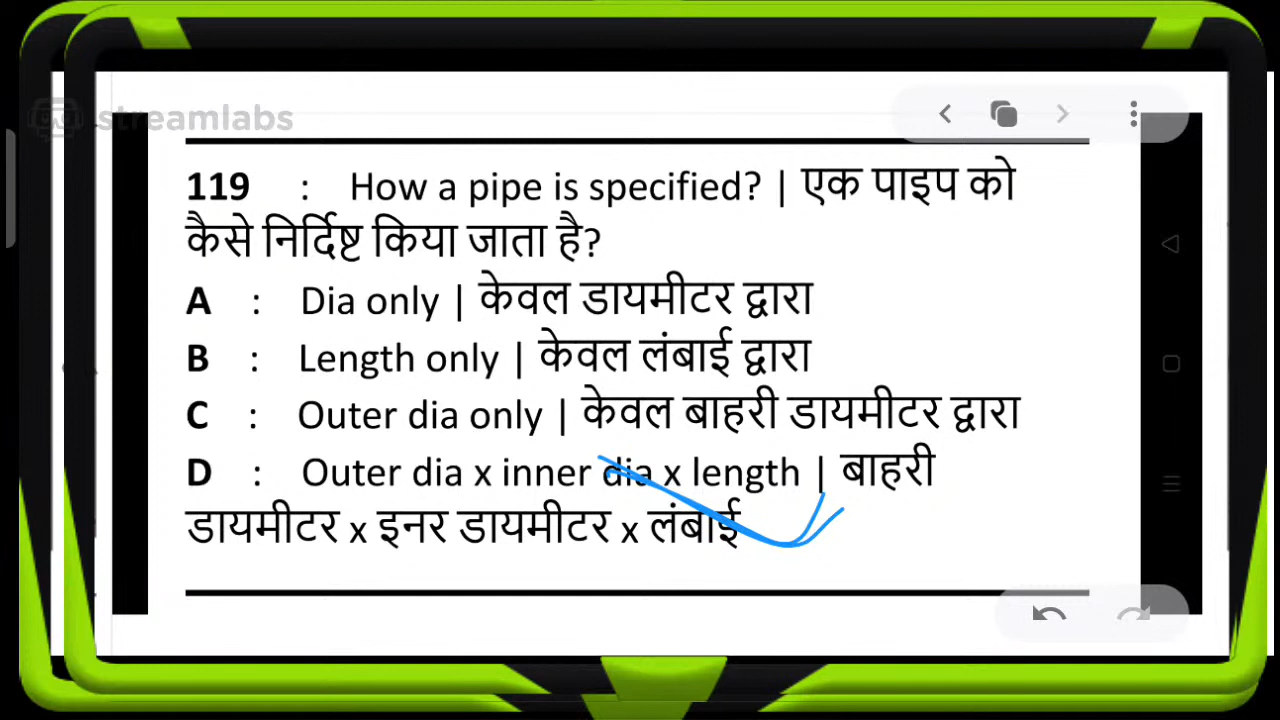 streamlabs
119 : How a pipe is specified? | एक पाइप को
कैसे निर्दिष्ट किया जाता है?
A : Dia only | केवल डायमीटर द्वारा
B : Length only | केवल लंबाई द्वारा
C : Outer dia only | केवल बाहरी डायमीटर द्वारा
D : Outer dia x inner dia x length | बाहरी
डायमीटर x इनर डायमीटर x लंबाई